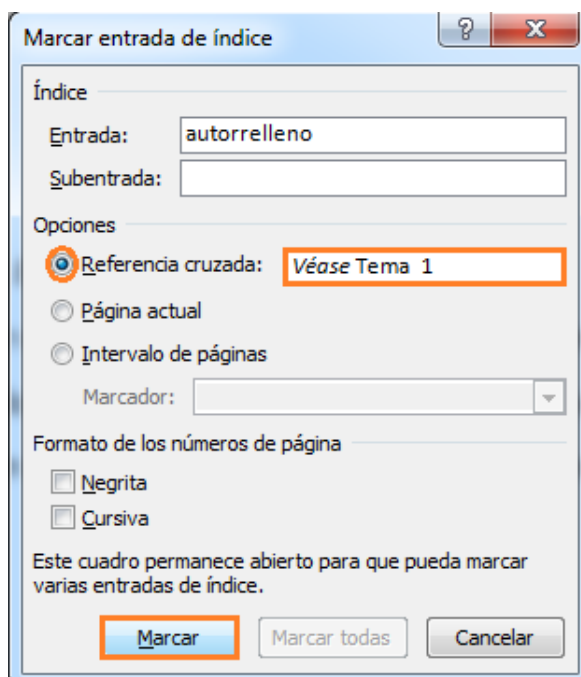 Marcar entrada de índice
Índice
Entrada: autorrelleno
Subentrada:
Opciones
Referencia cruzada: Véase Tema 1
Página actual
Intervalo de páginas
Marcador:
Formato de los números de página
Negrita
Cursiva
Este cuadro permanece abierto para que pueda marcar
varias entradas de índice.
Marcar Marcar todas Cancelar